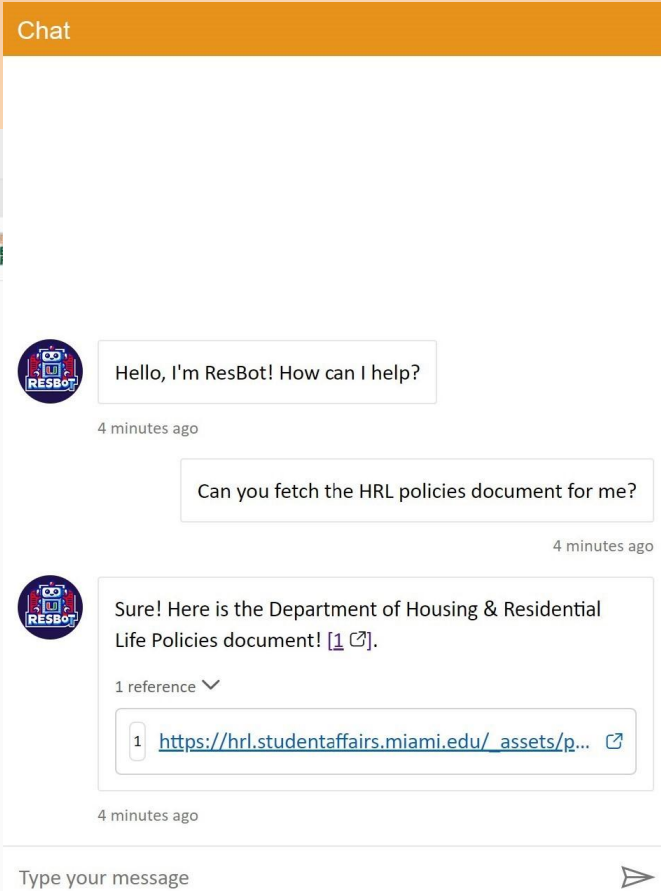 Chat
RESBOT
Hello, I'm ResBot! How can I help?
4 minutes ago
Can you fetch the HRL policies document for me?
4 minutes ago
RESBOT
Sure! Here is the Department of Housing & Residential
Life Policies document! [1].
1 reference
1 https://hrl.studentaffairs.miami.edu/_assets/p...
4 minutes ago
Type your message